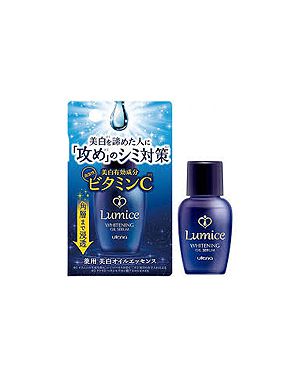 美白を諦めた人に
「攻め」のシミ対策
美白有効成分
ビタミンC
角層まで浸透
Lumice
WHITENING
OIL SERUM
utena
薬用 美白オイルエッセンス
Lumice
WHITENING
OIL SERUM
utena